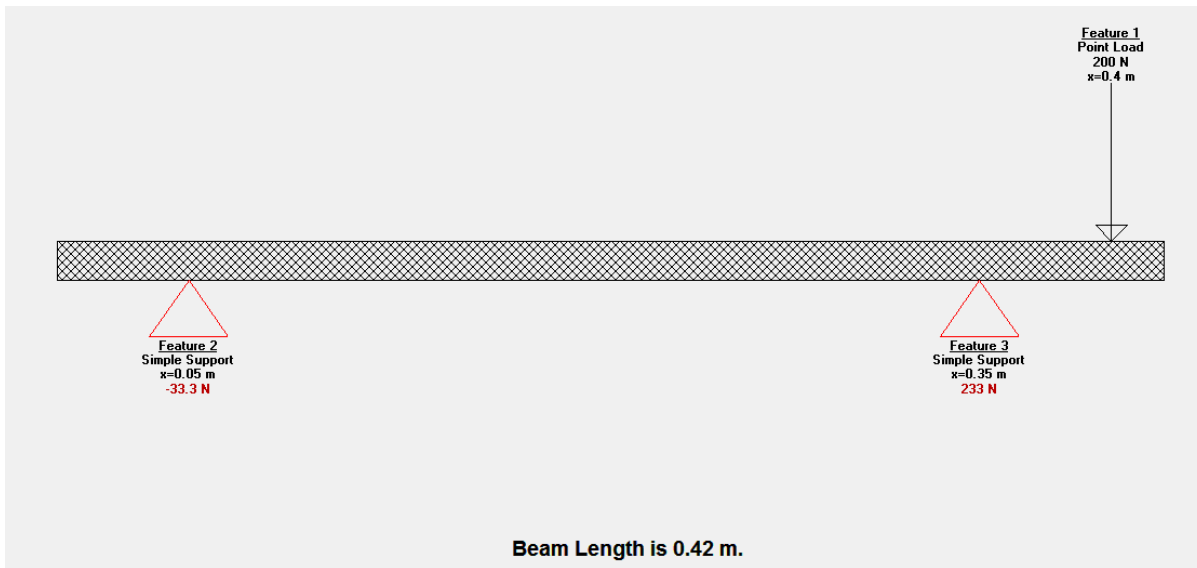 Feature 1
Point Load
200 N
x=0.4 m
Feature 2
Simple Support
x=0.05 m
-33.3 N
Feature 3
Simple Support
x=0.35 m
233 N
Beam Length is 0.42 m.